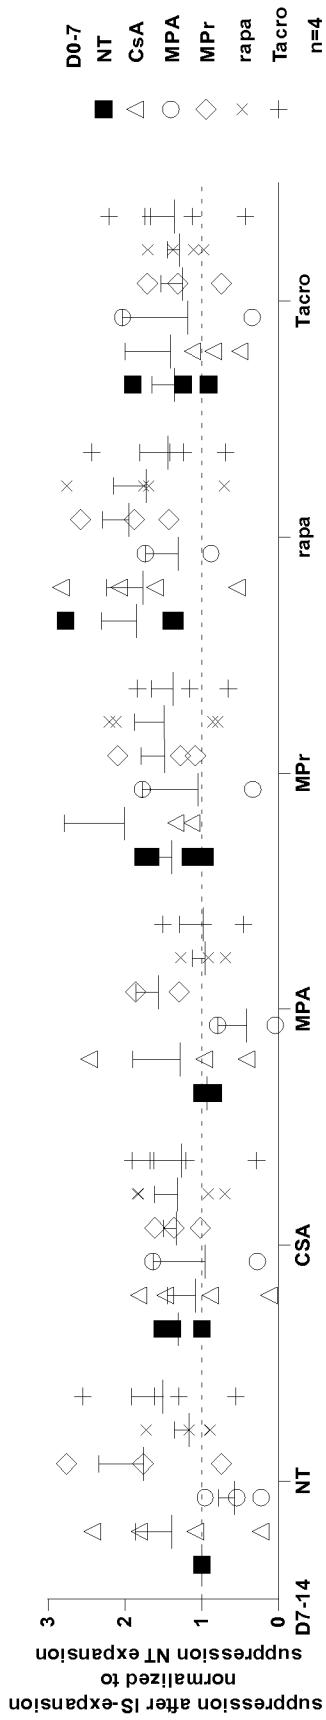 suppression after IS-expansion
normalized to
suppression NT expansion
3
2
1
0
D7-14
NT
CSA
MPA
MPr
rapa
Tacro
D0-7
NT
CsA
MPA
MPr
rapa
Tacro
n=4